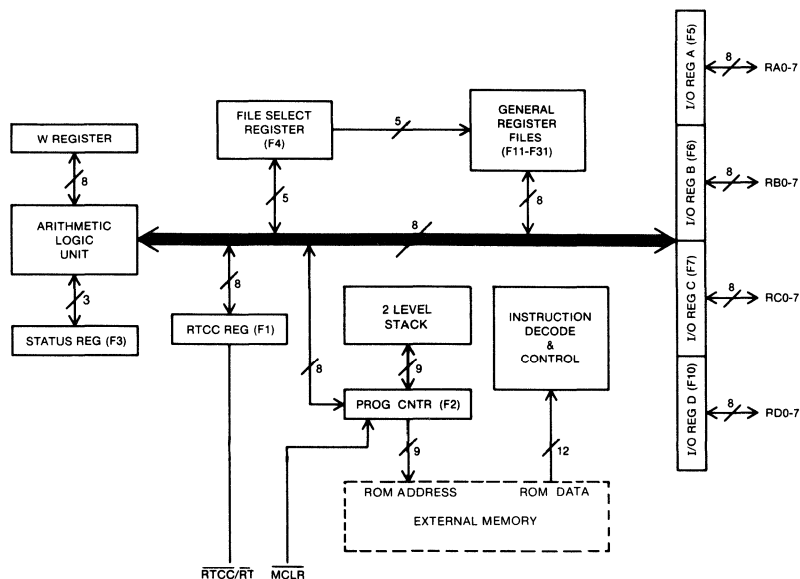 I/O REG A (F5)
8
RA0-7
FILE SELECT
REGISTER
(F4)
5
GENERAL
REGISTER
FILES
(F11-F31)
W REGISTER
8
I/O REG B (F6)
8
RB0-7
5
8
ARITHMETIC
LOGIC
UNIT
8
8
3
I/O REG C (F7)
8
RC0-7
2 LEVEL
STACK
INSTRUCTION
DECODE
&
CONTROL
STATUS REG (F3)
RTCC REG (F1)
8
9
PROG CNTR (F2)
I/O REG D (F10)
8
RD0-7
9
12
ROM ADDRESS
ROM DATA
EXTERNAL MEMORY
RTCC/RT
MCLR